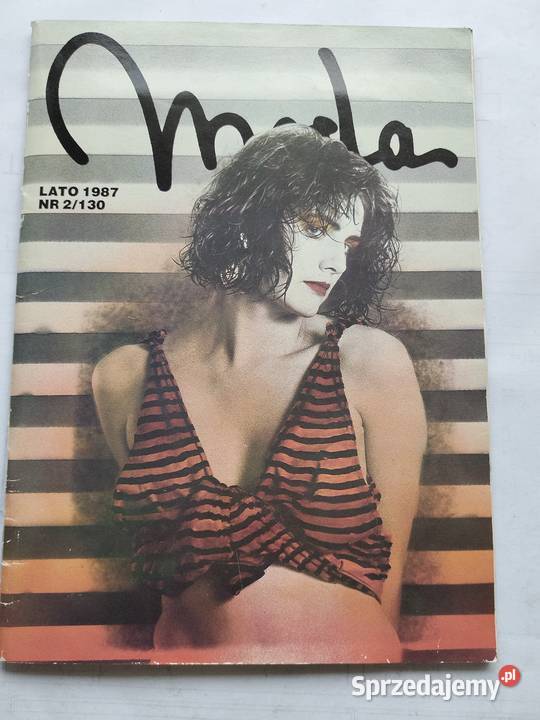 Moda
LATO 1987
NR 2/130
Sprzedajemy.pl